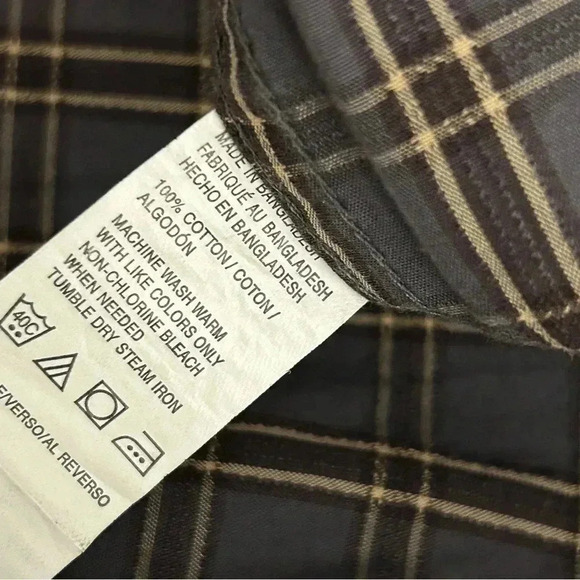 MADE IN BANGLADESH
FABRIQUÉ AU BANGLADESH
HECHO EN BANGLADESH
100% COTTON / COTON /
ALGODÓN
MACHINE WASH WARM
WITH LIKE COLORS ONLY
NON-CHLORINE BLEACH
WHEN NEEDED
TUMBLE DRY STEAM IRON
40C
/VERSO/AL REVERSO